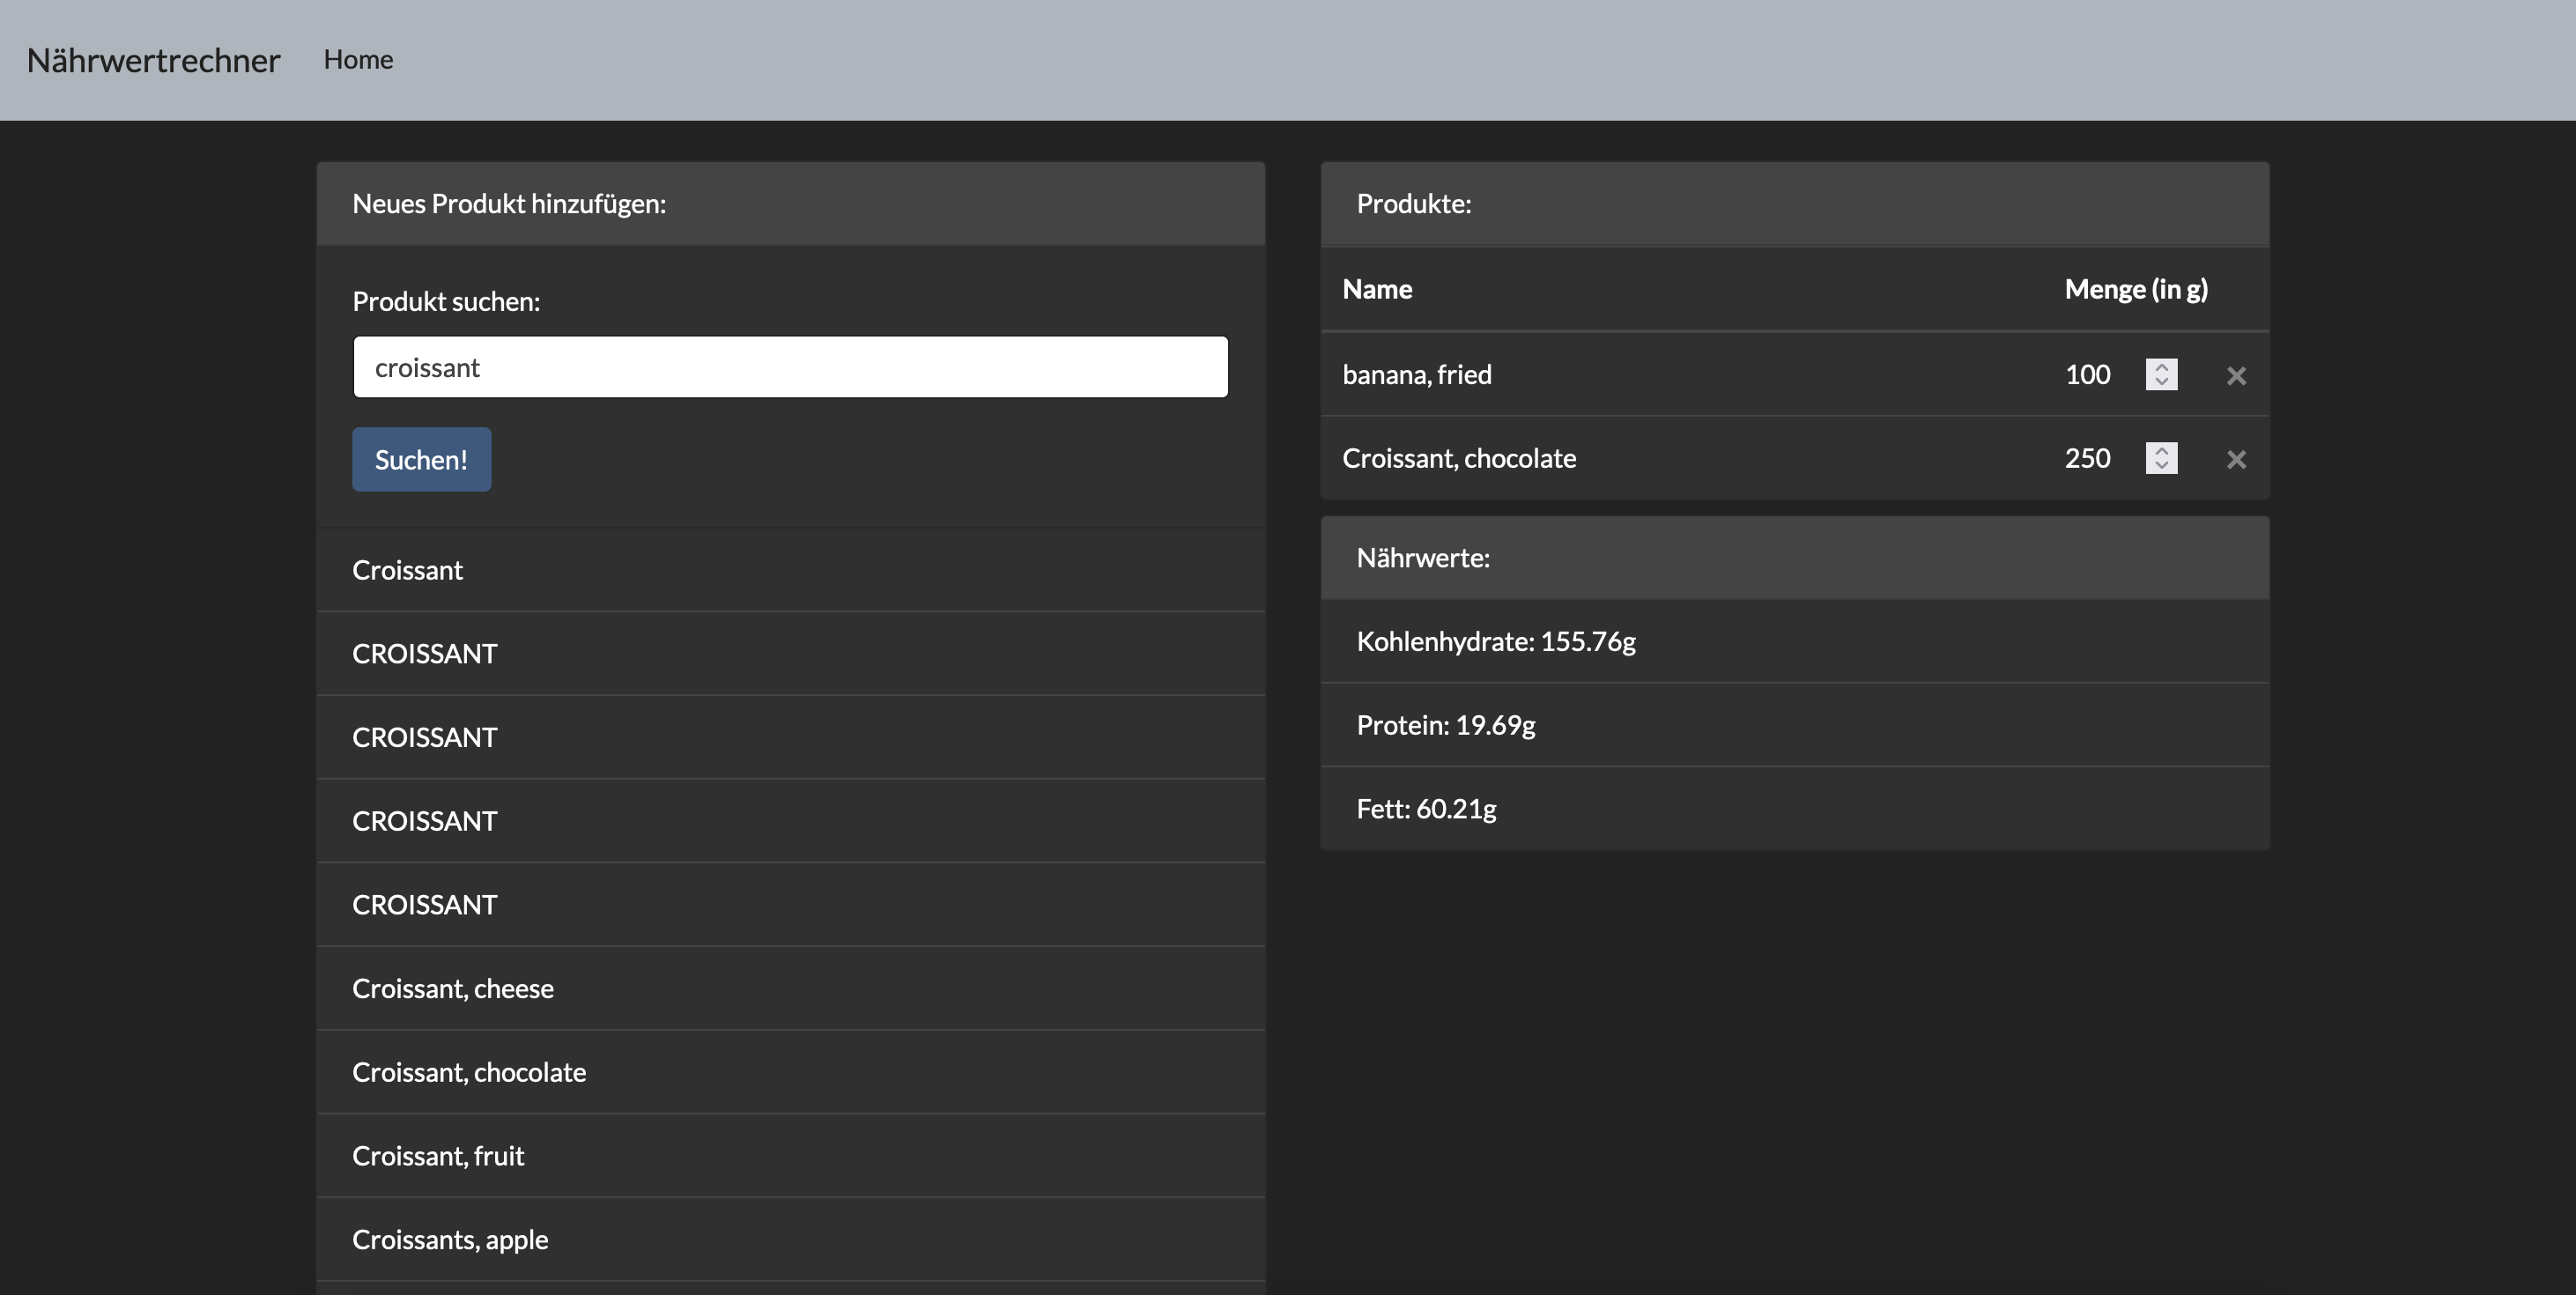 Nährwertrechner Home
Neues Produkt hinzufügen:
Produkt suchen:
croissant
Suchen!
Croissant
CROISSANT
CROISSANT
CROISSANT
CROISSANT
Croissant, cheese
Croissant, chocolate
Croissant, fruit
Croissants, apple
Produkte:
Name Menge (in g)
banana, fried 100 ×
Croissant, chocolate 250 ×
Nährwerte:
Kohlenhydrate: 155.76g
Protein: 19.69g
Fett: 60.21g